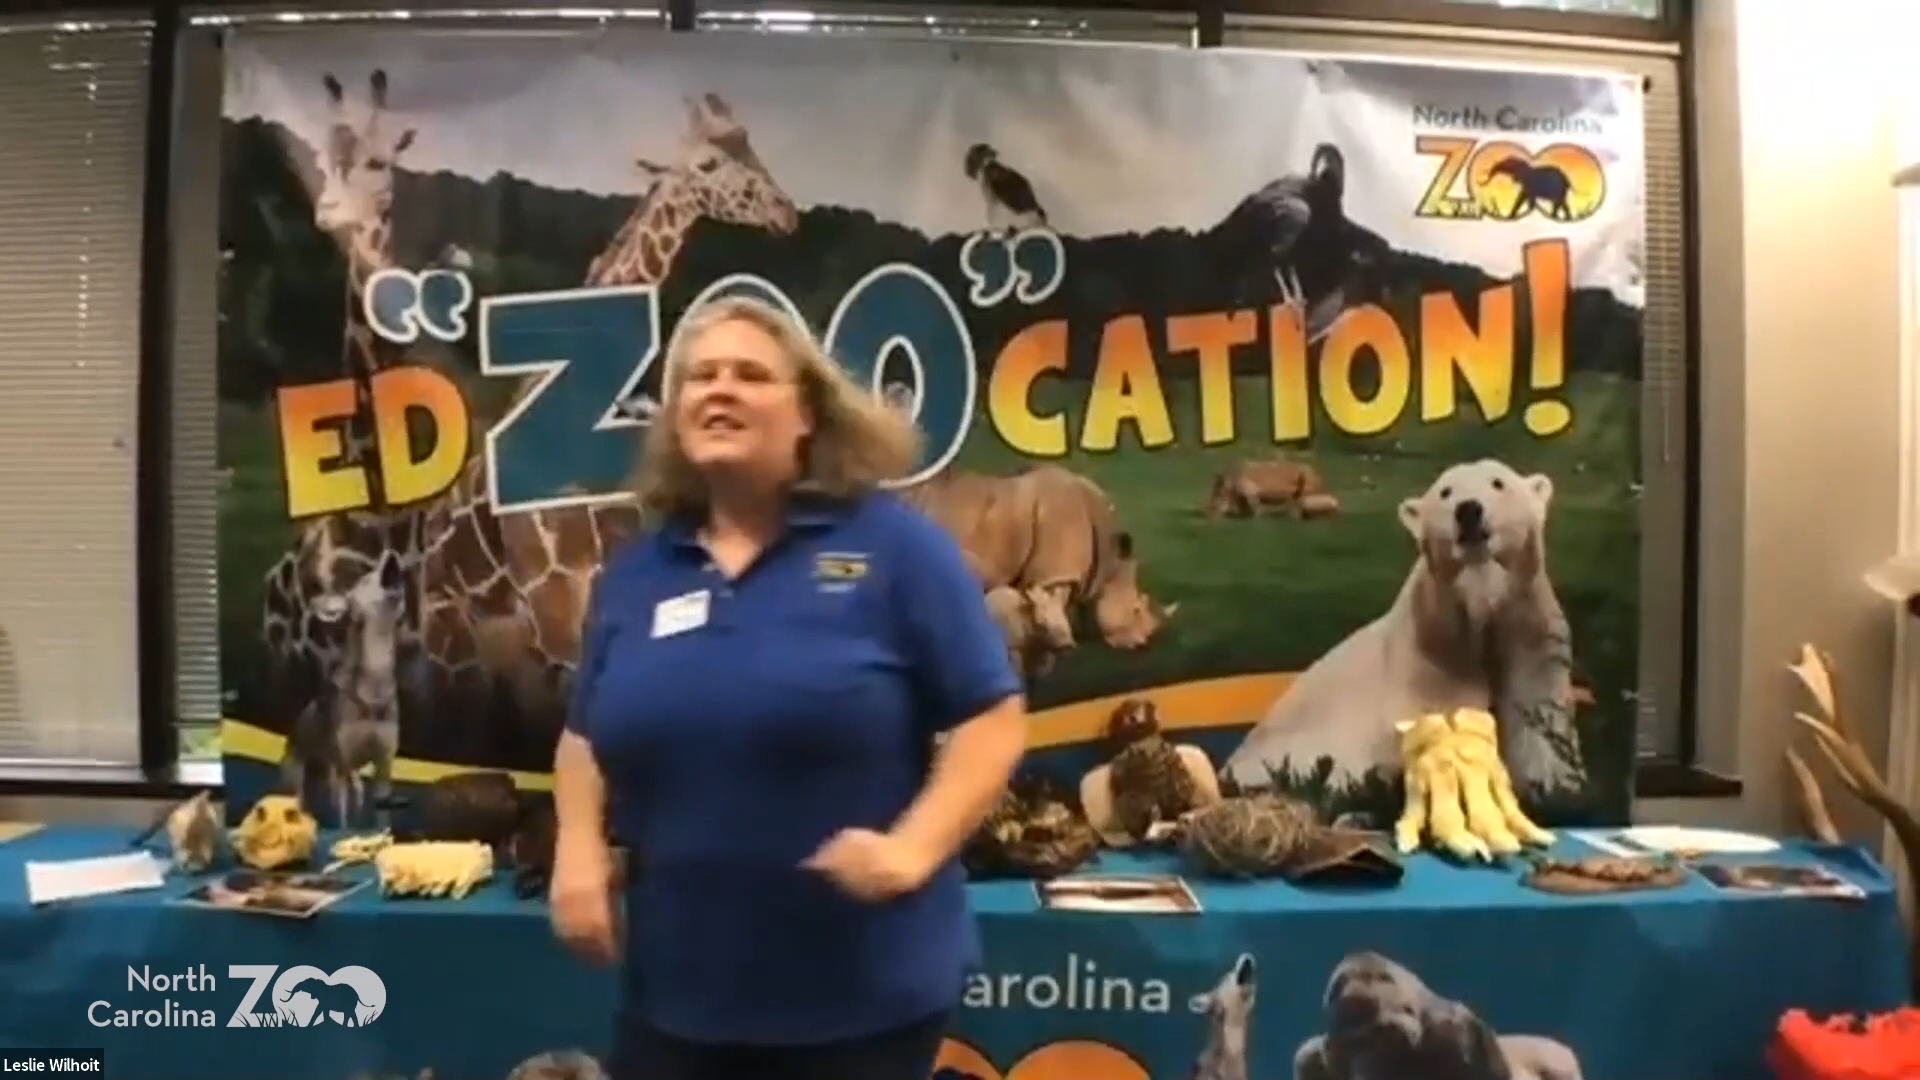 North Carolina
ZOO
ED“ZOO”CATION!
arolina
North
Carolina ZOO
Leslie Wilhoit